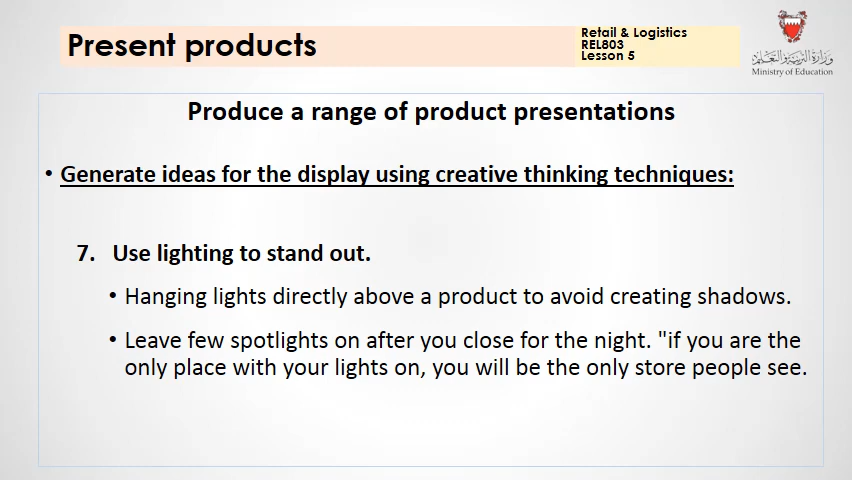 Present products
Retail & Logistics
REL803
Lesson 5
وزارة التربية والتعليم
Ministry of Education
Produce a range of product presentations
• Generate ideas for the display using creative thinking techniques:
7. Use lighting to stand out.
• Hanging lights directly above a product to avoid creating shadows.
• Leave few spotlights on after you close for the night. "if you are the
only place with your lights on, you will be the only store people see.